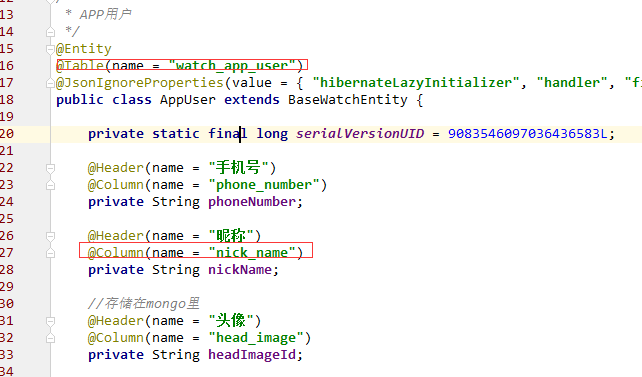 13 * APP用户
14 */
15 @Entity
16 @Table(name = "watch_app_user")
17 @JsonIgnoreProperties(value = { "hibernateLazyInitializer", "handler", "fi
18 public class AppUser extends BaseWatchEntity {
19
20 private static final long serialVersionUID = 9083546097036436583L;
21
22 @Header(name = "手机号")
23 @Column(name = "phone_number")
24 private String phoneNumber;
25
26 @Header(name = "昵称")
27 @Column(name = "nick_name")
28 private String nickName;
29
30 //存储在mongo里
31 @Header(name = "头像")
32 @Column(name = "head_image")
33 private String headImageId;
34